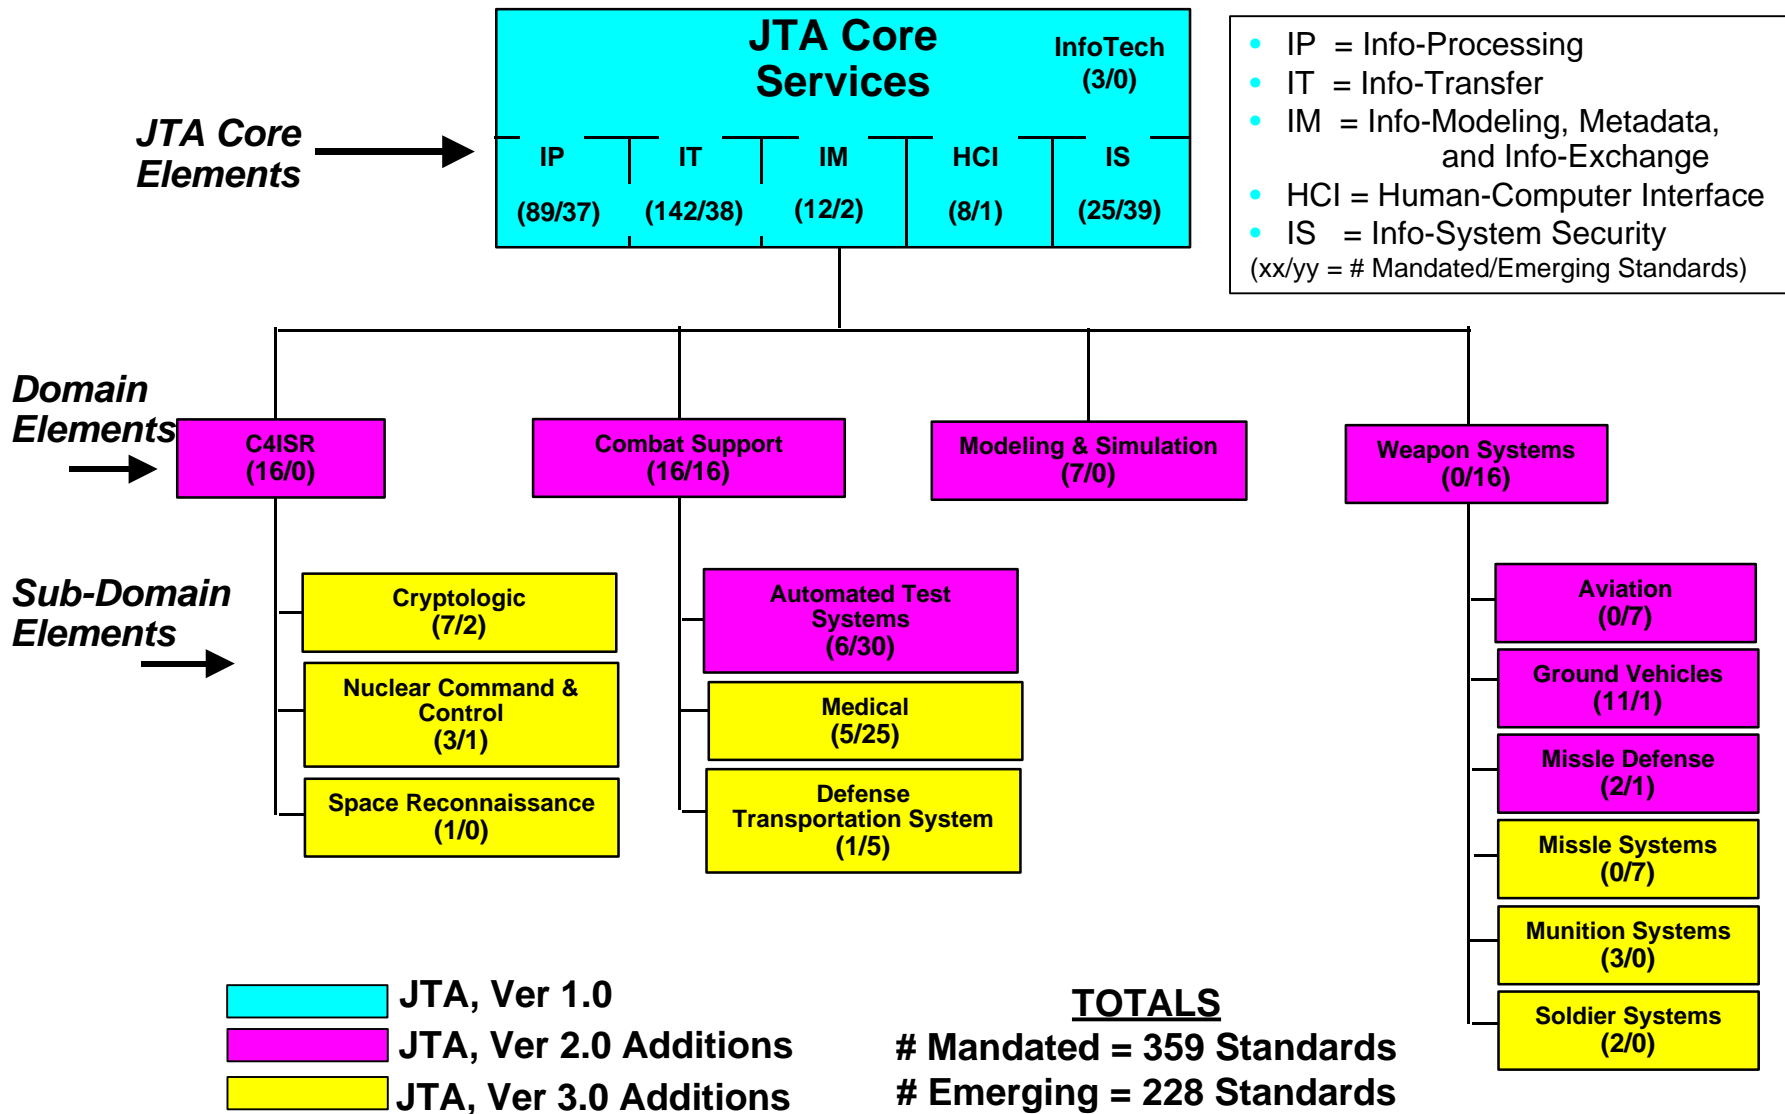 JTA Core
Services
InfoTech
(3/0)
IP
IT
IM
HCI
IS
(89/37)
(142/38)
(12/2)
(8/1)
(25/39)
• IP = Info-Processing
• IT = Info-Transfer
• IM = Info-Modeling, Metadata,
and Info-Exchange
• HCI = Human-Computer Interface
• IS = Info-System Security
(xx/yy = # Mandated/Emerging Standards)
JTA Core
Elements
Domain
Elements
C4ISR
(16/0)
Combat Support
(16/16)
Modeling & Simulation
(7/0)
Weapon Systems
(0/16)
Sub-Domain
Elements
Cryptologic
(7/2)
Nuclear Command &
Control
(3/1)
Space Reconnaissance
(1/0)
Automated Test
Systems
(6/30)
Medical
(5/25)
Defense
Transportation System
(1/5)
Aviation
(0/7)
Ground Vehicles
(11/1)
Missle Defense
(2/1)
Missle Systems
(0/7)
Munition Systems
(3/0)
Soldier Systems
(2/0)
JTA, Ver 1.0
JTA, Ver 2.0 Additions
JTA, Ver 3.0 Additions
TOTALS
# Mandated = 359 Standards
# Emerging = 228 Standards